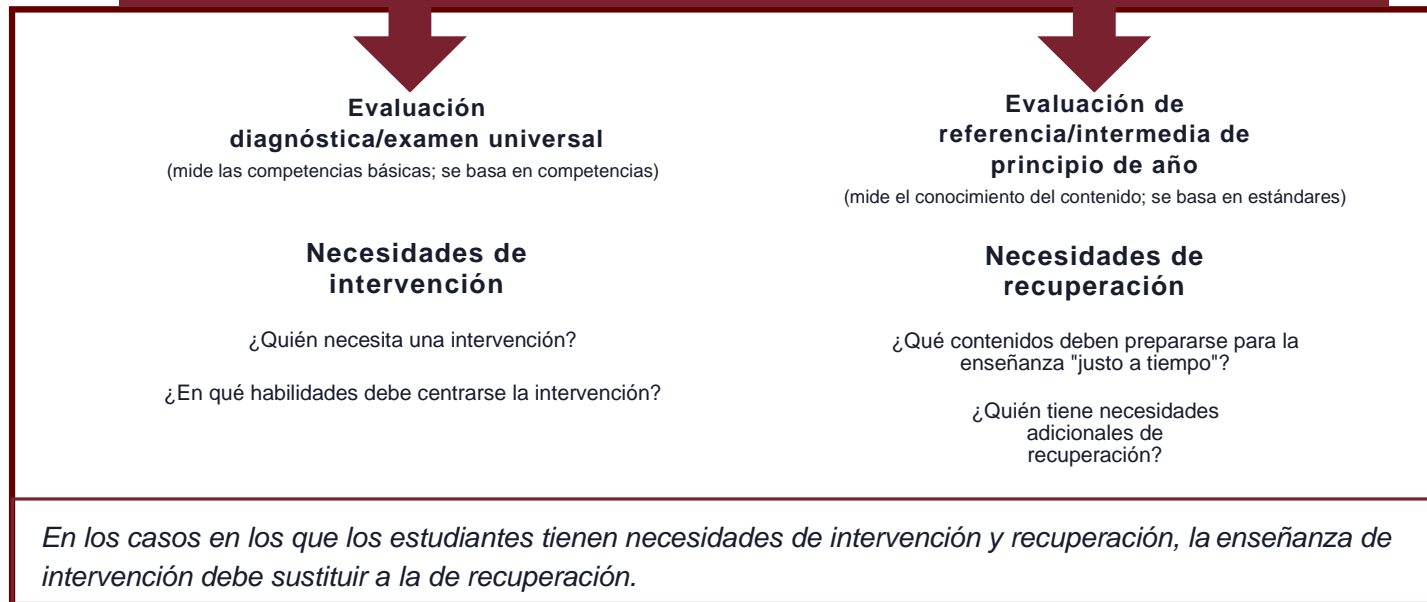 Evaluación
diagnóstica/examen universal
(mide las competencias básicas; se basa en competencias)
Necesidades de
intervención
¿Quién necesita una intervención?
¿En qué habilidades debe centrarse la intervención?
Evaluación de
referencia/intermedia de
principio de año
(mide el conocimiento del contenido; se basa en estándares)
Necesidades de
recuperación
¿Qué contenidos deben prepararse para la
enseñanza "justo a tiempo"?
¿Quién tiene necesidades
adicionales de
recuperación?
En los casos en los que los estudiantes tienen necesidades de intervención y recuperación, la enseñanza de
intervención debe sustituir a la de recuperación.